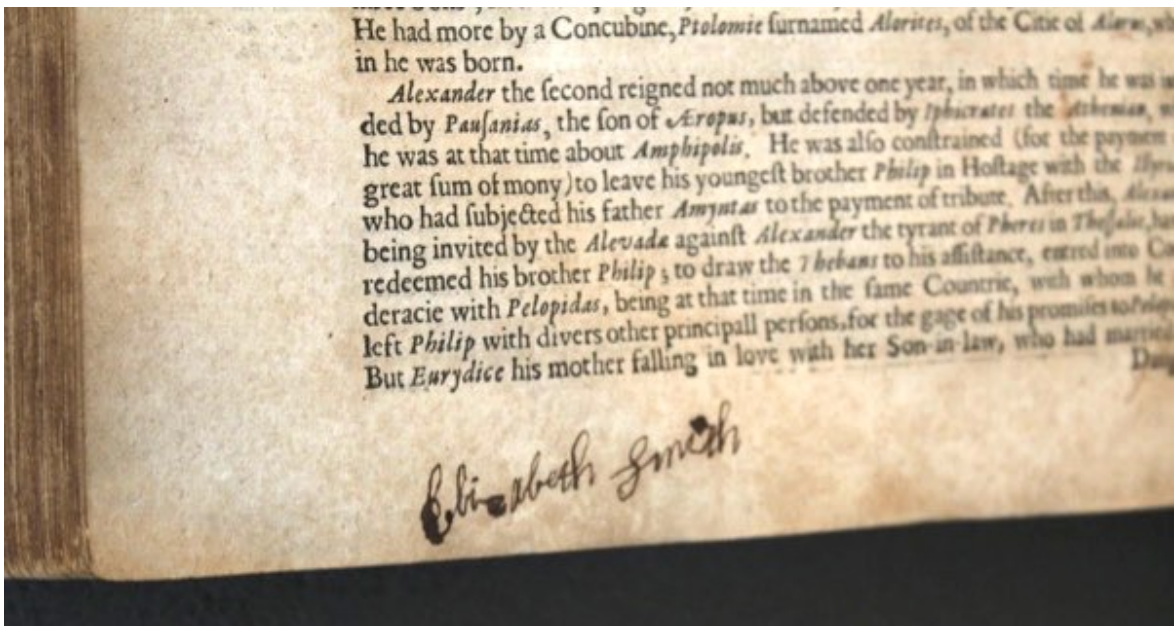 He had more by a Concubine, Ptolomie surnamed Alorites, of the Citie of
in he was born.
Alexander the ſecond reigned not much above one year, in which time he was
ded by Pauſanias, the ſon of Æropus, but defended by Iphicrates the Athenian,
he was at that time about Amphipolis. He was alſo conſtrained (for the payment
great ſum of mony) to leave his youngeſt brother Philip in Hoſtage with the
who had ſubjected his father Amyntas to the payment of tribute. After this,
being invited by the Alevadæ againſt Alexander the tyrant of Pheres in Theſſalie,
redeemed his brother Philip; to draw the Thebans to his aſſiſtance, entred into
deracie with Pelopidas, being at that time in the ſame Countrie, with whom he
left Philip with divers other principall perſons, for the gage of his promiſes to
But Eurydice his mother falling in love with her Son-in-law, who had
Elizabeth Smith